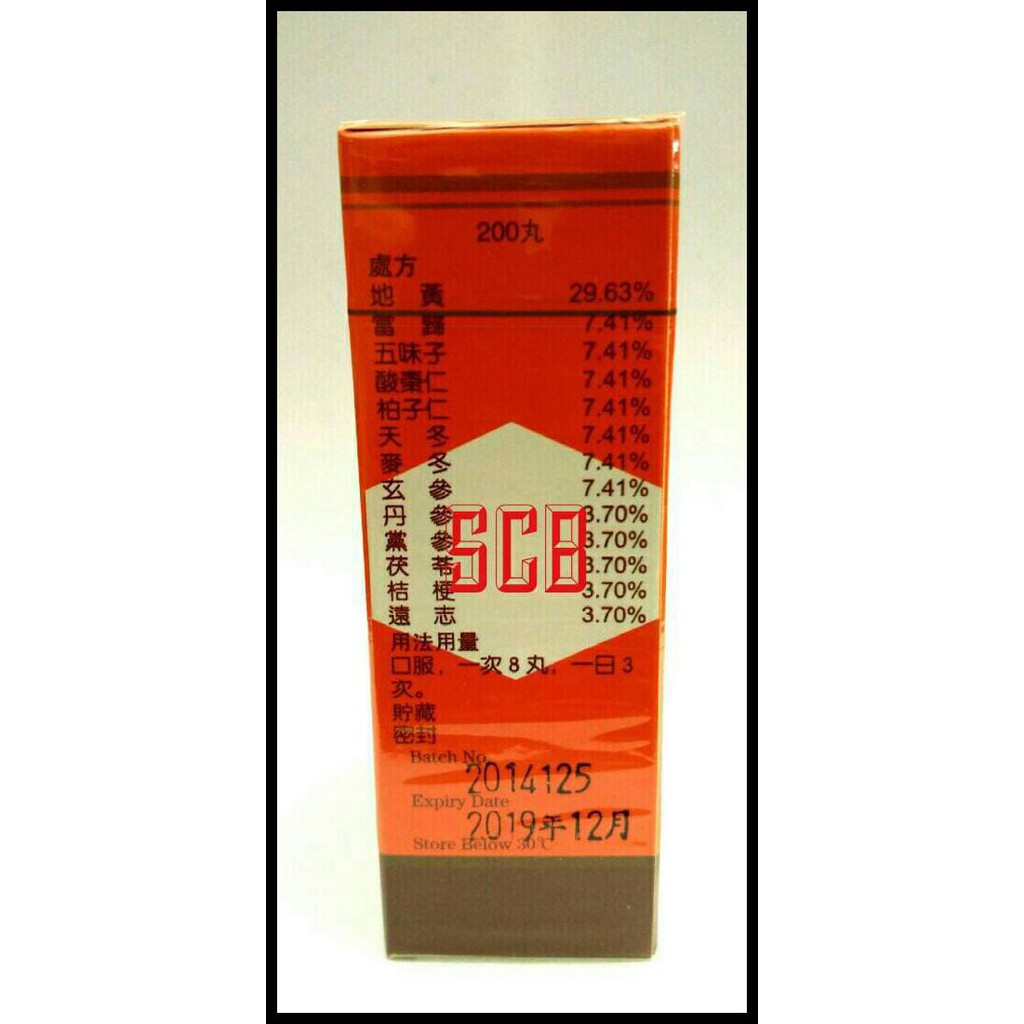 200丸
處方
地 黃 29.63%
當 歸 7.41%
五味子 7.41%
酸棗仁 7.41%
柏子仁 7.41%
天 冬 7.41%
麥 冬 7.41%
玄 參 7.41%
丹 參 3.70%
黨 參 3.70%
茯 苓 3.70%
桔 梗 3.70%
遠 志 3.70%
SCB
用法用量
口服，一次8丸，一日3
次。
貯藏
密封
Batch No.
2014125
Expiry Date
2019年12月
Store Below 30℃